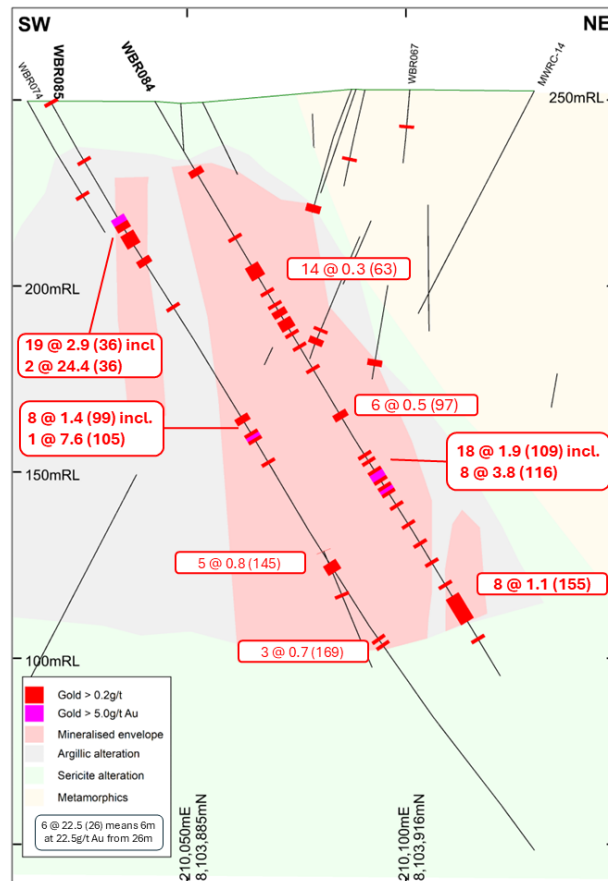 SW
NE
WBR074
WBR085
WBR084
WBR067
MWRC-14
250mRL
14 @ 0.3 (63)
200mRL
19 @ 2.9 (36) incl
2 @ 24.4 (36)
8 @ 1.4 (99) incl.
1 @ 7.6 (105)
6 @ 0.5 (97)
18 @ 1.9 (109) incl.
8 @ 3.8 (116)
150mRL
5 @ 0.8 (145)
8 @ 1.1 (155)
3 @ 0.7 (169)
100mRL
Gold > 0.2g/t
Gold > 5.0g/t Au
Mineralised envelope
Argillic alteration
Sericite alteration
Metamorphics
6 @ 22.5 (26) means 6m
at 22.5g/t Au from 26m
210,050mE
8,103,885mN
210,100mE
8,103,916mN